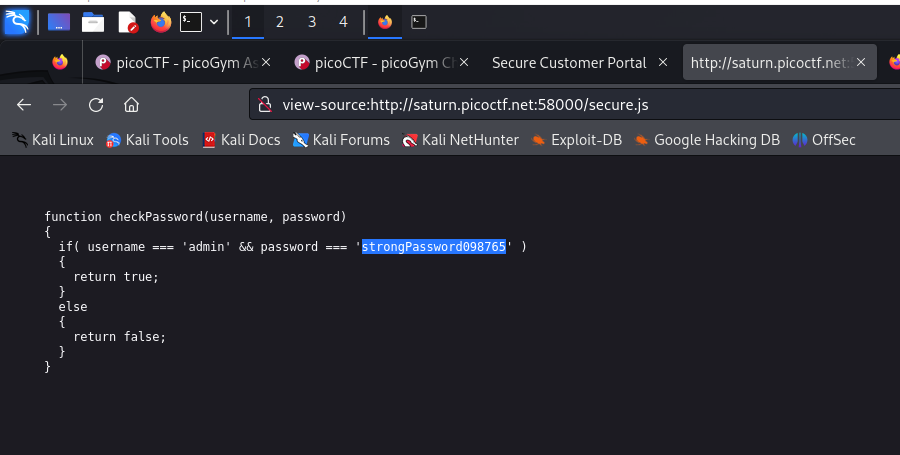 1 2 3 4
picoCTF - picoGym As picoCTF - picoGym Ch Secure Customer Portal http://saturn.picoctf.net:5
view-source:http://saturn.picoctf.net:58000/secure.js
Kali Linux Kali Tools Kali Docs Kali Forums Kali NetHunter Exploit-DB Google Hacking DB OffSec
function checkPassword(username, password)
{
if( username === 'admin' && password === 'strongPassword098765' )
{
return true;
}
else
{
return false;
}
}